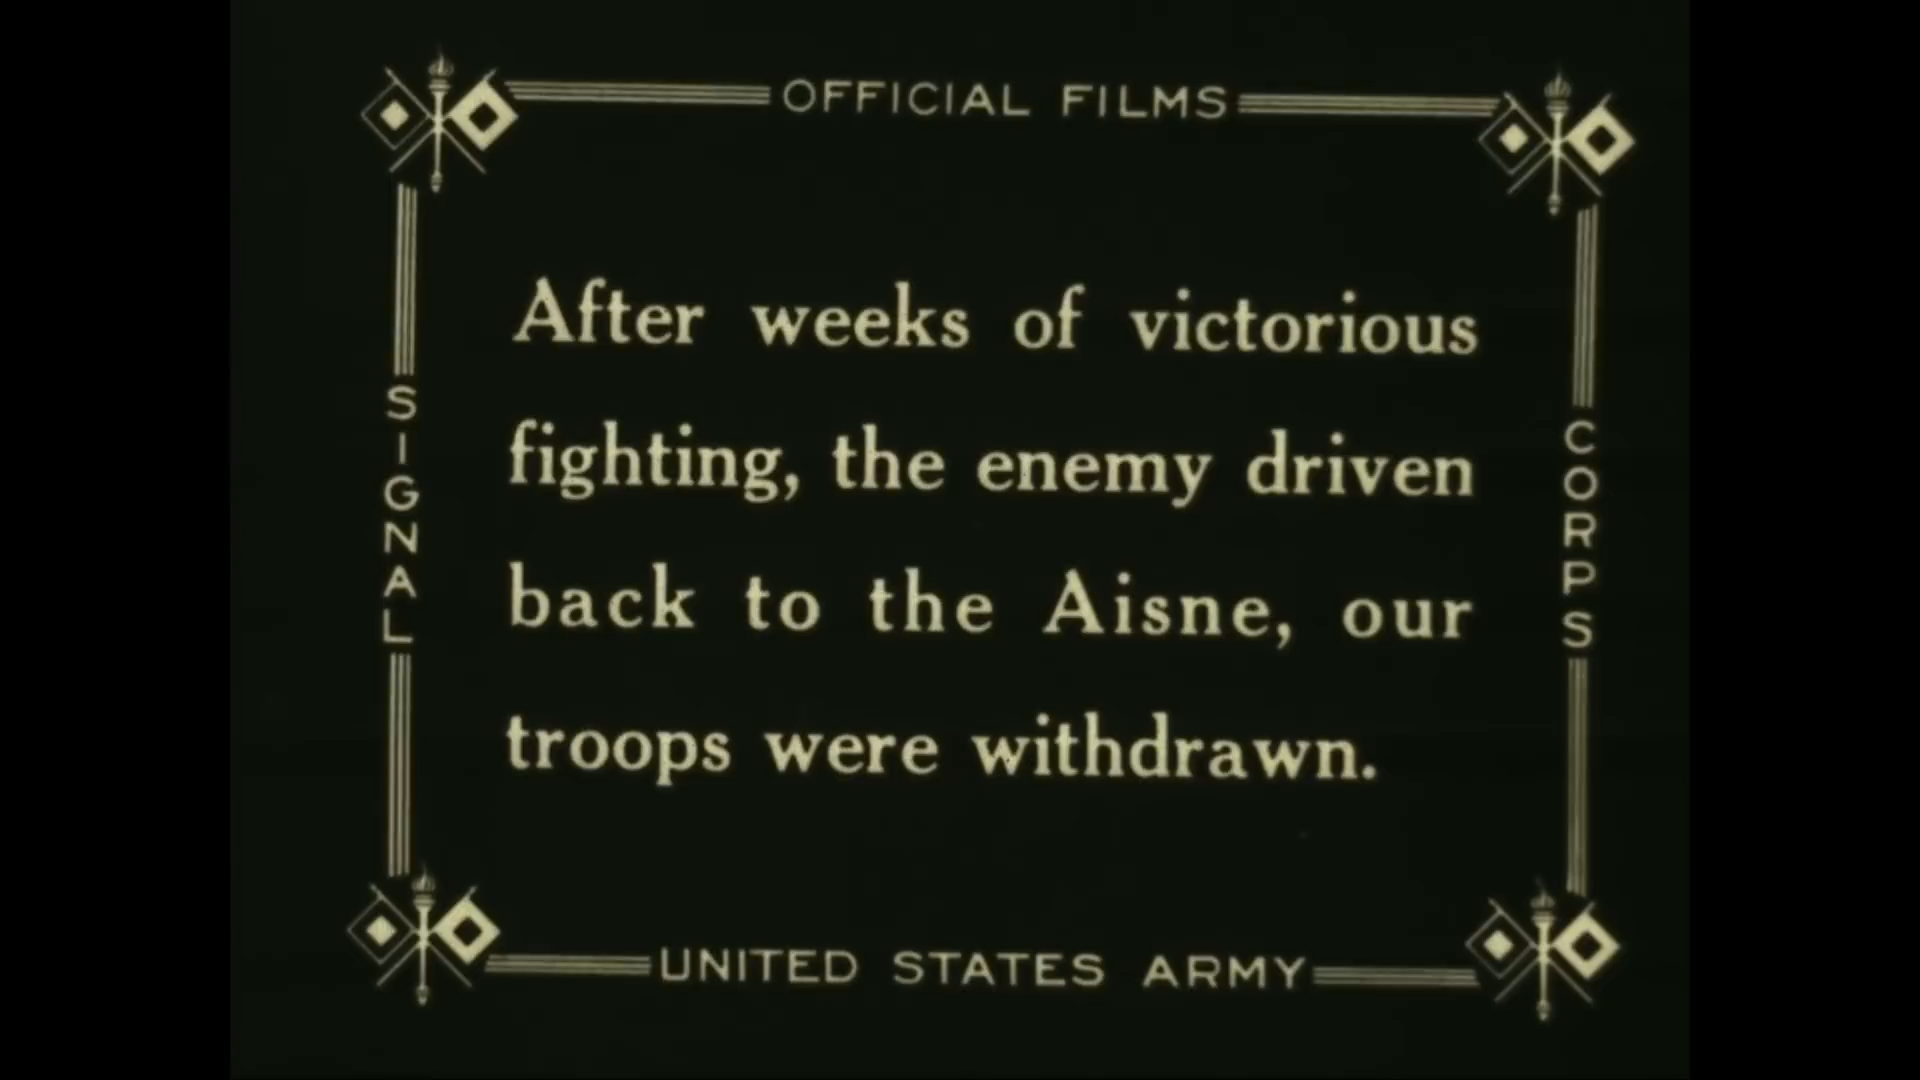 OFFICIAL FILMS
SIGNAL
CORPS
After weeks of victorious
fighting, the enemy driven
back to the Aisne, our
troops were withdrawn.
UNITED STATES ARMY